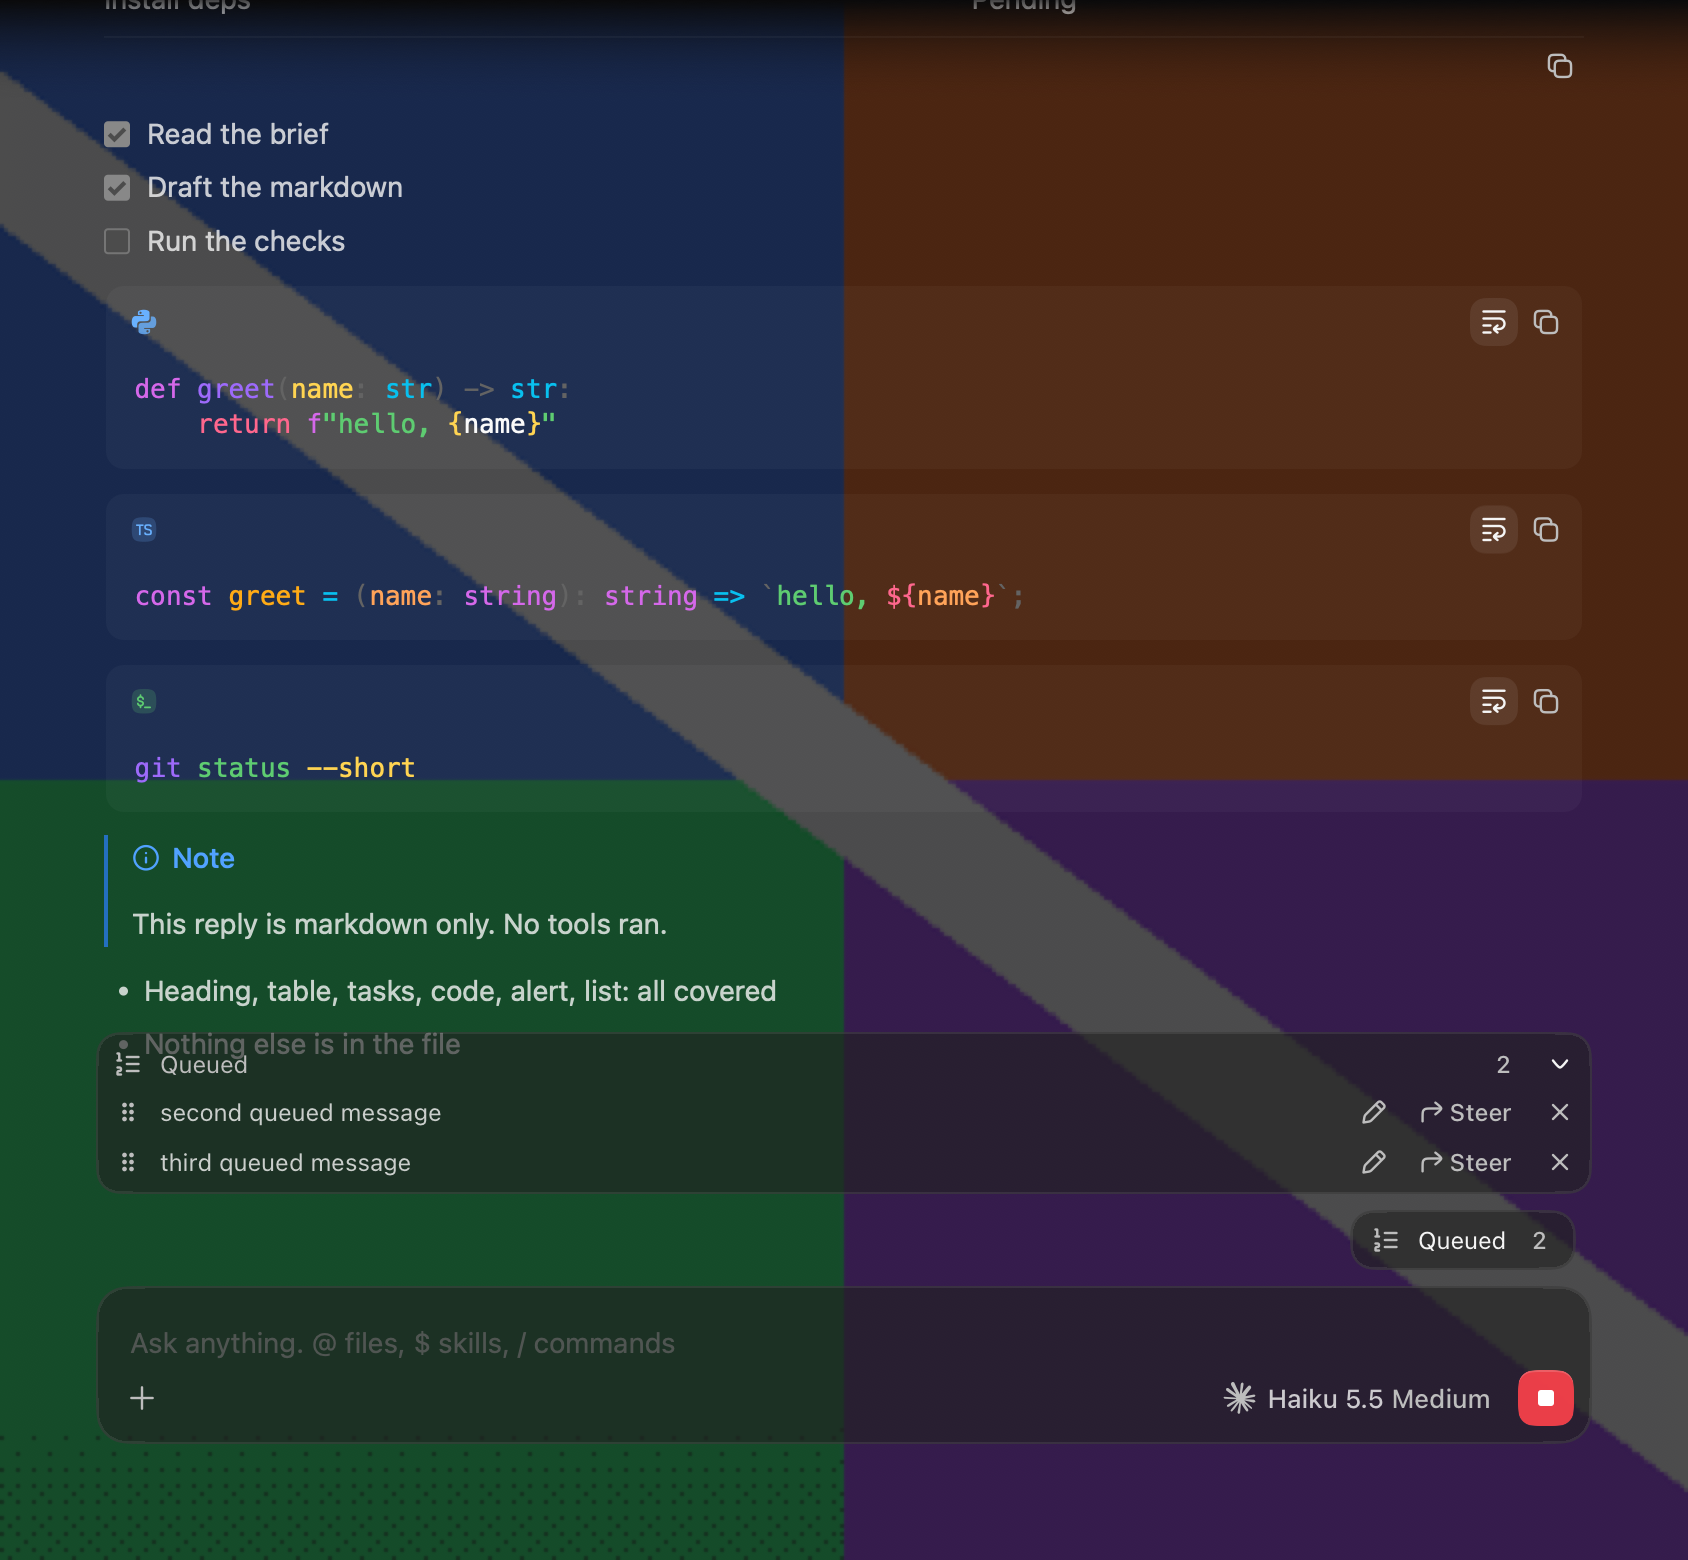 Install deps Pending
Read the brief
Draft the markdown
Run the checks
def greet(name: str) -> str:
    return f"hello, {name}"
TS
const greet = (name: string): string => `hello, ${name}`;
$_
git status --short
Note
This reply is markdown only. No tools ran.
• Heading, table, tasks, code, alert, list: all covered
• Nothing else is in the file
Queued 2
second queued message Steer
third queued message Steer
Queued 2
Ask anything. @ files, $ skills, / commands
Haiku 5.5 Medium